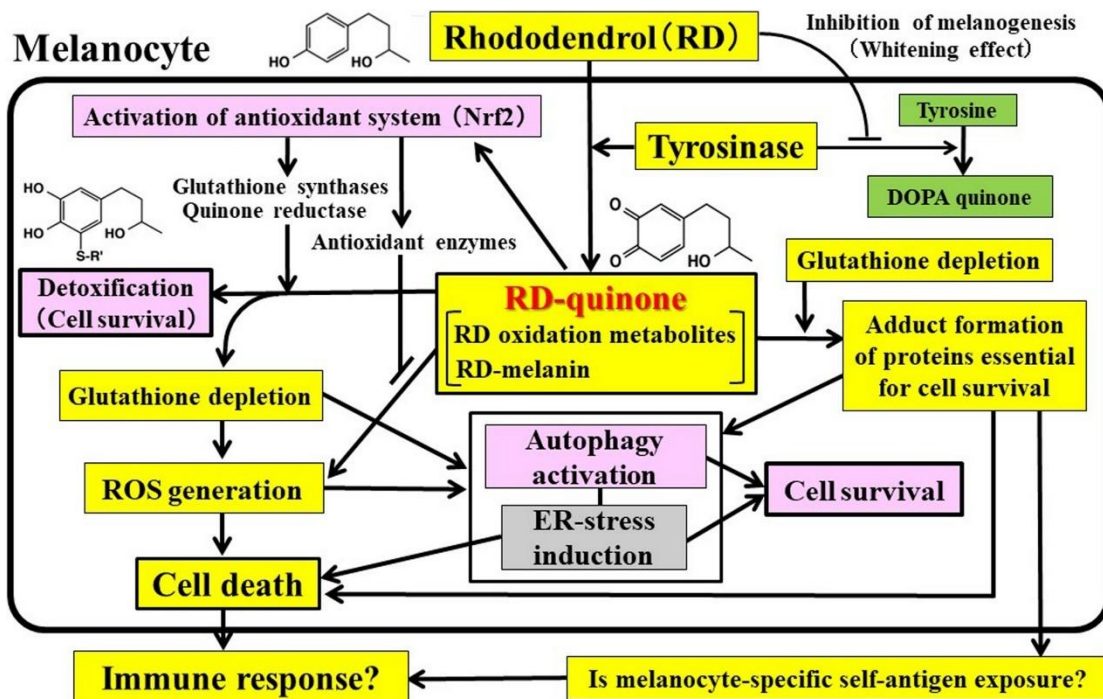 Melanocyte
HO
HO
Rhododendrol(RD)
Inhibition of melanogenesis
(Whitening effect)
Activation of antioxidant system (Nrf2)
Tyrosine
Tyrosinase
DOPA quinone
Glutathione synthases
Quinone reductase
Antioxidant enzymes
HO
HO
HO
S-R'
O
O
HO
Glutathione depletion
Detoxification
(Cell survival)
RD-quinone
RD oxidation metabolites
RD-melanin
Adduct formation
of proteins essential
for cell survival
Glutathione depletion
Autophagy
activation
ROS generation
Cell survival
ER-stress
induction
Cell death
Immune response?
Is melanocyte-specific self-antigen exposure?